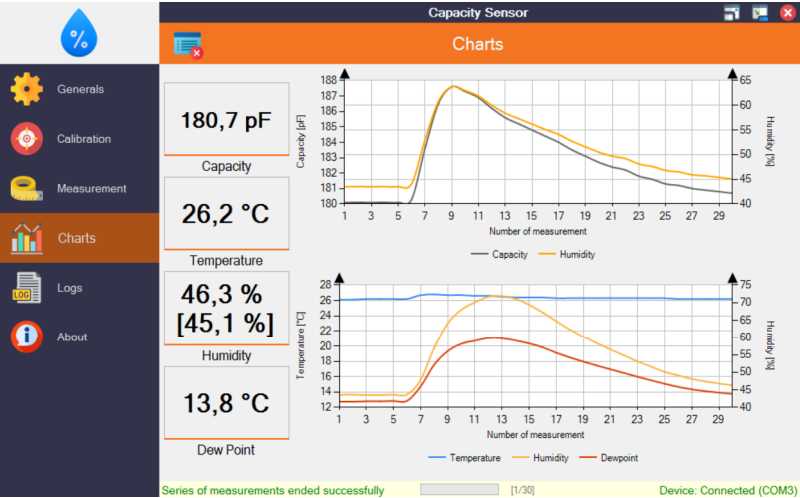 Capacity Sensor
%
Charts
Generals
Calibration
Measurement
Charts
LOG
Logs
About
180,7 pF
Capacity
26,2 °C
Temperature
46,3 %
[45,1 %]
Humidity
13,8 °C
Dew Point
188
187
186
185
184
183
182
181
180
Capacity [pF]
65
60
55
50
45
40
Humidity [%]
1 3 5 7 9 11 13 15 17 19 21 23 25 27 29
Number of measurement
Capacity Humidity
28
26
24
22
20
18
16
14
12
Temperature [°C]
75
70
65
60
55
50
45
40
Humidity [%]
1 3 5 7 9 11 13 15 17 19 21 23 25 27 29
Number of measurement
Temperature Humidity Dewpoint
Series of measurements ended successfully [1/30] Device: Connected (COM3)